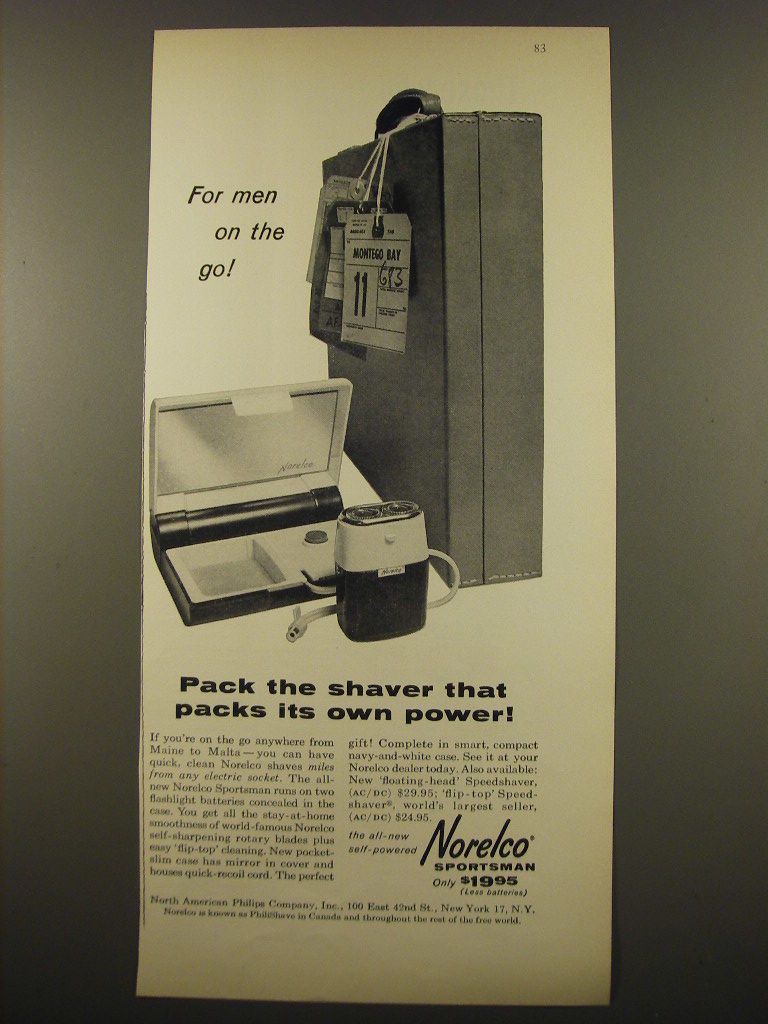 83
For men
on the
go!
MONTEGO BAY
11
683
Norelco
Norelco
Pack the shaver that
packs its own power!
If you're on the go anywhere from
Maine to Malta—you can have
quick, clean Norelco shaves miles
from any electric socket. The all-
new Norelco Sportsman runs on two
flashlight batteries concealed in the
case. You get all the stay-at-home
smoothness of world-famous Norelco
self-sharpening rotary blades plus
easy 'flip-top' cleaning. New pocket-
slim case has mirror in cover and
houses quick-recoil cord. The perfect
gift! Complete in smart, compact
navy-and-white case. See it at your
Norelco dealer today. Also available:
New 'floating-head' Speedshaver,
(AC/DC) $29.95; 'flip-top' Speed-
shaver®, world's largest seller,
(AC/DC) $24.95.
the all-new
self-powered
Norelco®
SPORTSMAN
Only $19.95
(Less batteries)
North American Philips Company, Inc., 100 East 42nd St., New York 17, N.Y.
Norelco is known as PhiliShave in Canada and throughout the rest of the free world.